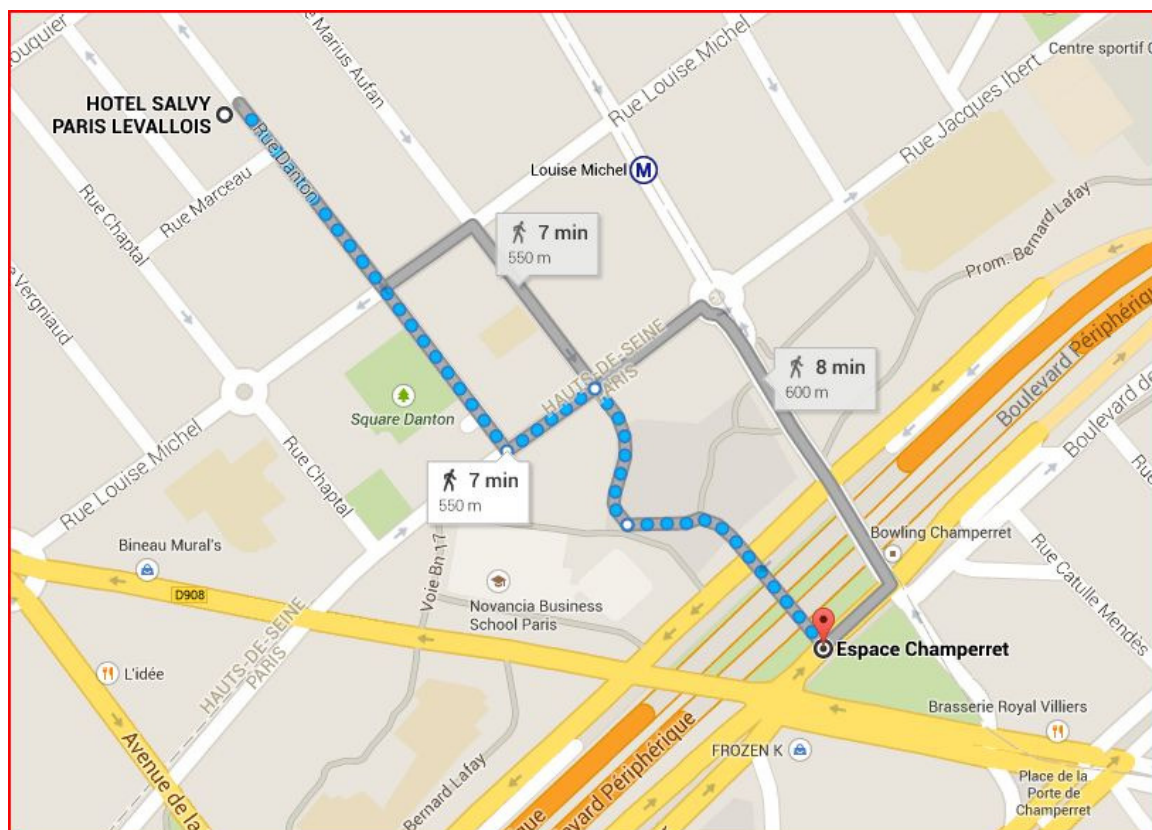 ouquier
Rue Marius Aufan
Rue Louise Michel
Centre sportif
HOTEL SALVY
PARIS LEVALLOIS
Rue Danton
Rue Jacques Ibert
Louise Michel
M
Rue Chaptal
Rue Marceau
7 min
550 m
Prom. Bernard Lafay
Vergniaud
HAUTS-DE-SEINE
PARIS
8 min
600 m
Boulevard Périphérique
Boulevard de
Square Danton
Rue Louise Michel
Rue Chaptal
7 min
550 m
Bowling Champerret
Bineau Mural's
D908
Voie Bn 17
Novancia Business
School Paris
Rue Catulle Mendès
Espace Champerret
L'idée
HAUTS-DE-SEINE
PARIS
Brasserie Royal Villiers
FROZEN K
Avenue de la
Bernard Lafay
Boulevard Périphérique
Place de la
Porte de
Champerret